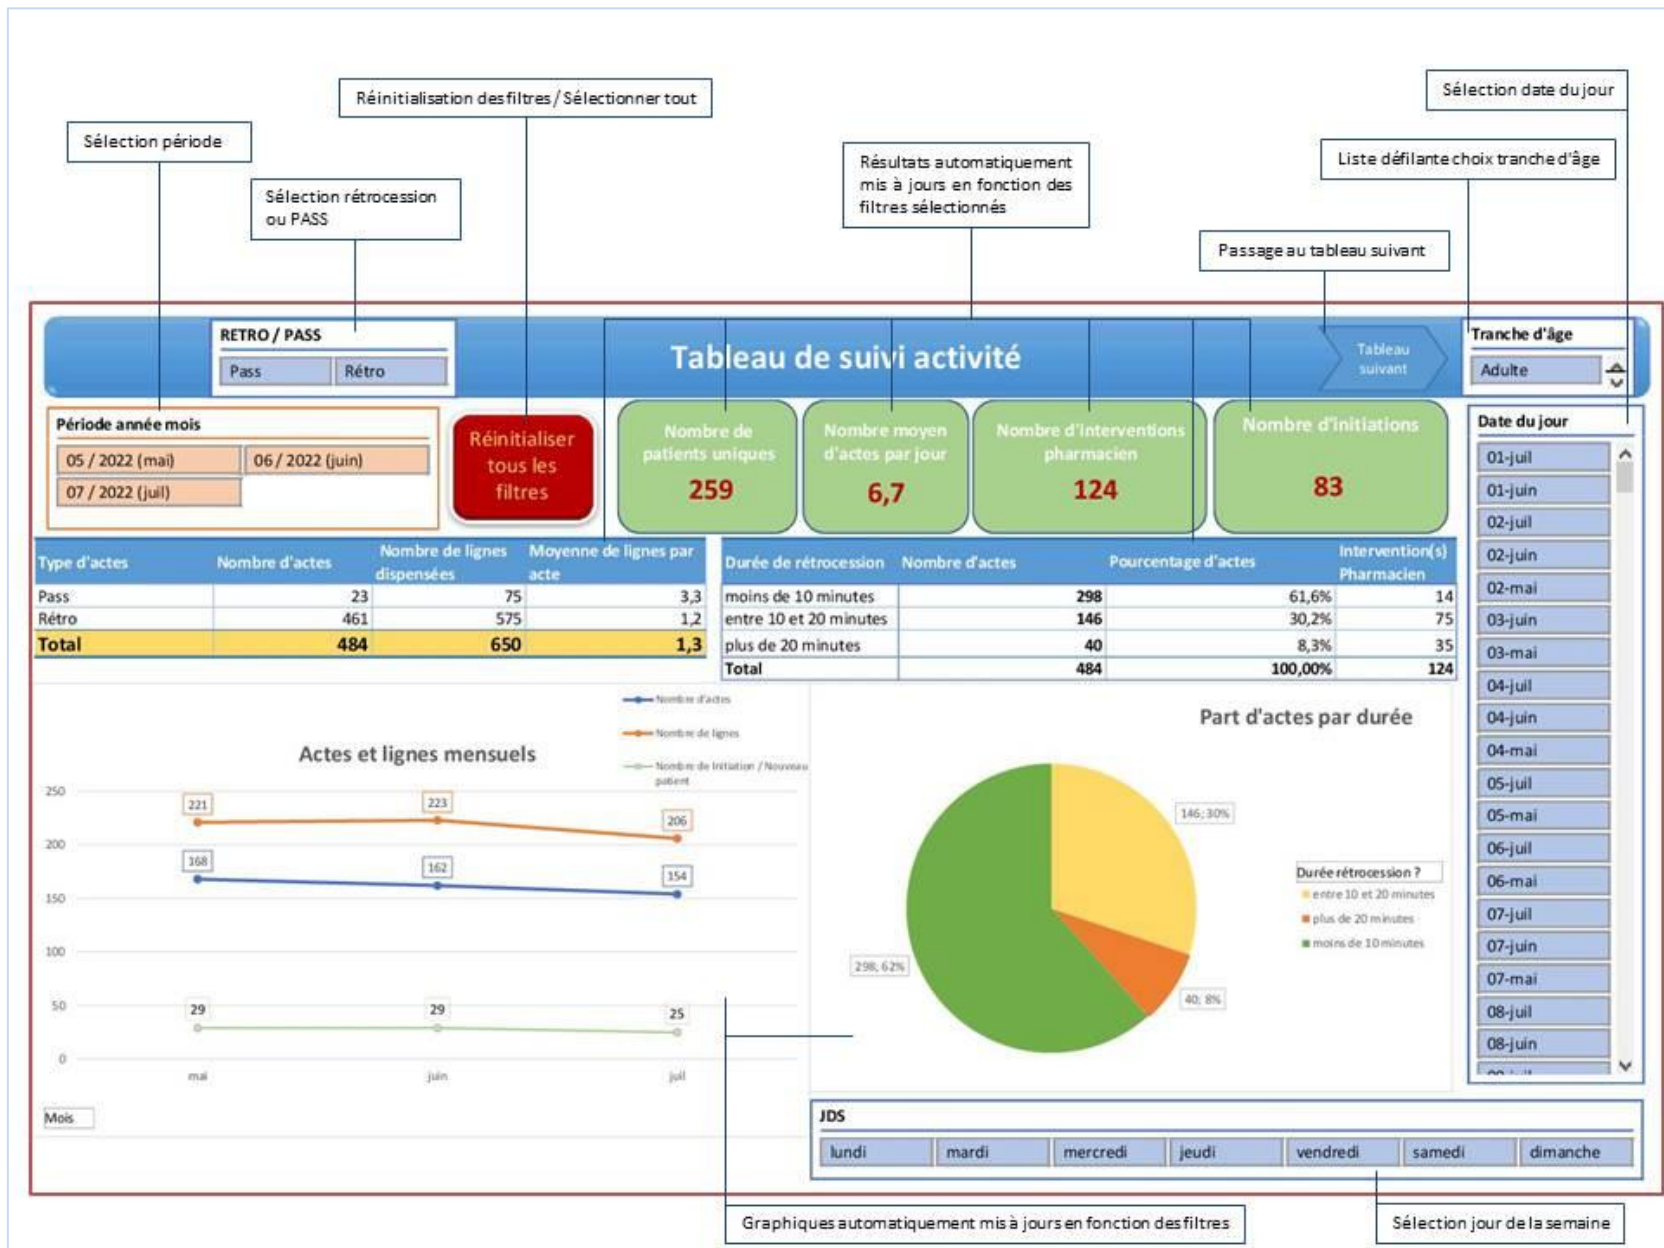 Réinitialisation des filtres / Sélectionner tout
Sélection date du jour
Sélection période
Résultats automatiquement
mis à jours en fonction des
filtres sélectionnés
Liste défilante choix tranche d'âge
Sélection rétrocession
ou PASS
Passage au tableau suivant
RETRO / PASS
Pass
Rétro
Tableau de suivi activité
Tableau
suivant
Tranche d'âge
Adulte
Période année mois
05 / 2022 (mai)
06 / 2022 (juin)
07 / 2022 (juil)
Réinitialiser
tous les
filtres
Nombre de
patients uniques
259
Nombre moyen
d'actes par jour
6,7
Nombre d'interventions
pharmacien
124
Nombre d'initiations
83
Date du jour
01-juil
01-juin
02-juil
02-juin
02-mai
03-juin
03-mai
04-juil
04-juin
04-mai
05-juil
05-mai
06-juil
06-mai
07-juil
07-juin
07-mai
08-juil
08-juin
Type d'actes Nombre d'actes Nombre de lignes dispensées Moyenne de lignes par acte
Pass 23 75 3,3
Rétro 461 575 1,2
Total 484 650 1,3
Durée de rétrocession Nombre d'actes Pourcentage d'actes Intervention(s) Pharmacien
moins de 10 minutes 298 61,6% 14
entre 10 et 20 minutes 146 30,2% 75
plus de 20 minutes 40 8,3% 35
Total 484 100,00% 124
Nombre d'actes
Nombre de lignes
Nombre de Initiation / Nouveau
patient
Actes et lignes mensuels
250
200
150
100
50
0
221
223
206
168
162
154
29
29
25
mai
juin
juil
Mois
Part d'actes par durée
146; 30%
298; 62%
40; 8%
Durée rétrocession ?
entre 10 et 20 minutes
plus de 20 minutes
moins de 10 minutes
JDS
lundi
mardi
mercredi
jeudi
vendredi
samedi
dimanche
Graphiques automatiquement mis à jours en fonction des filtres
Sélection jour de la semaine